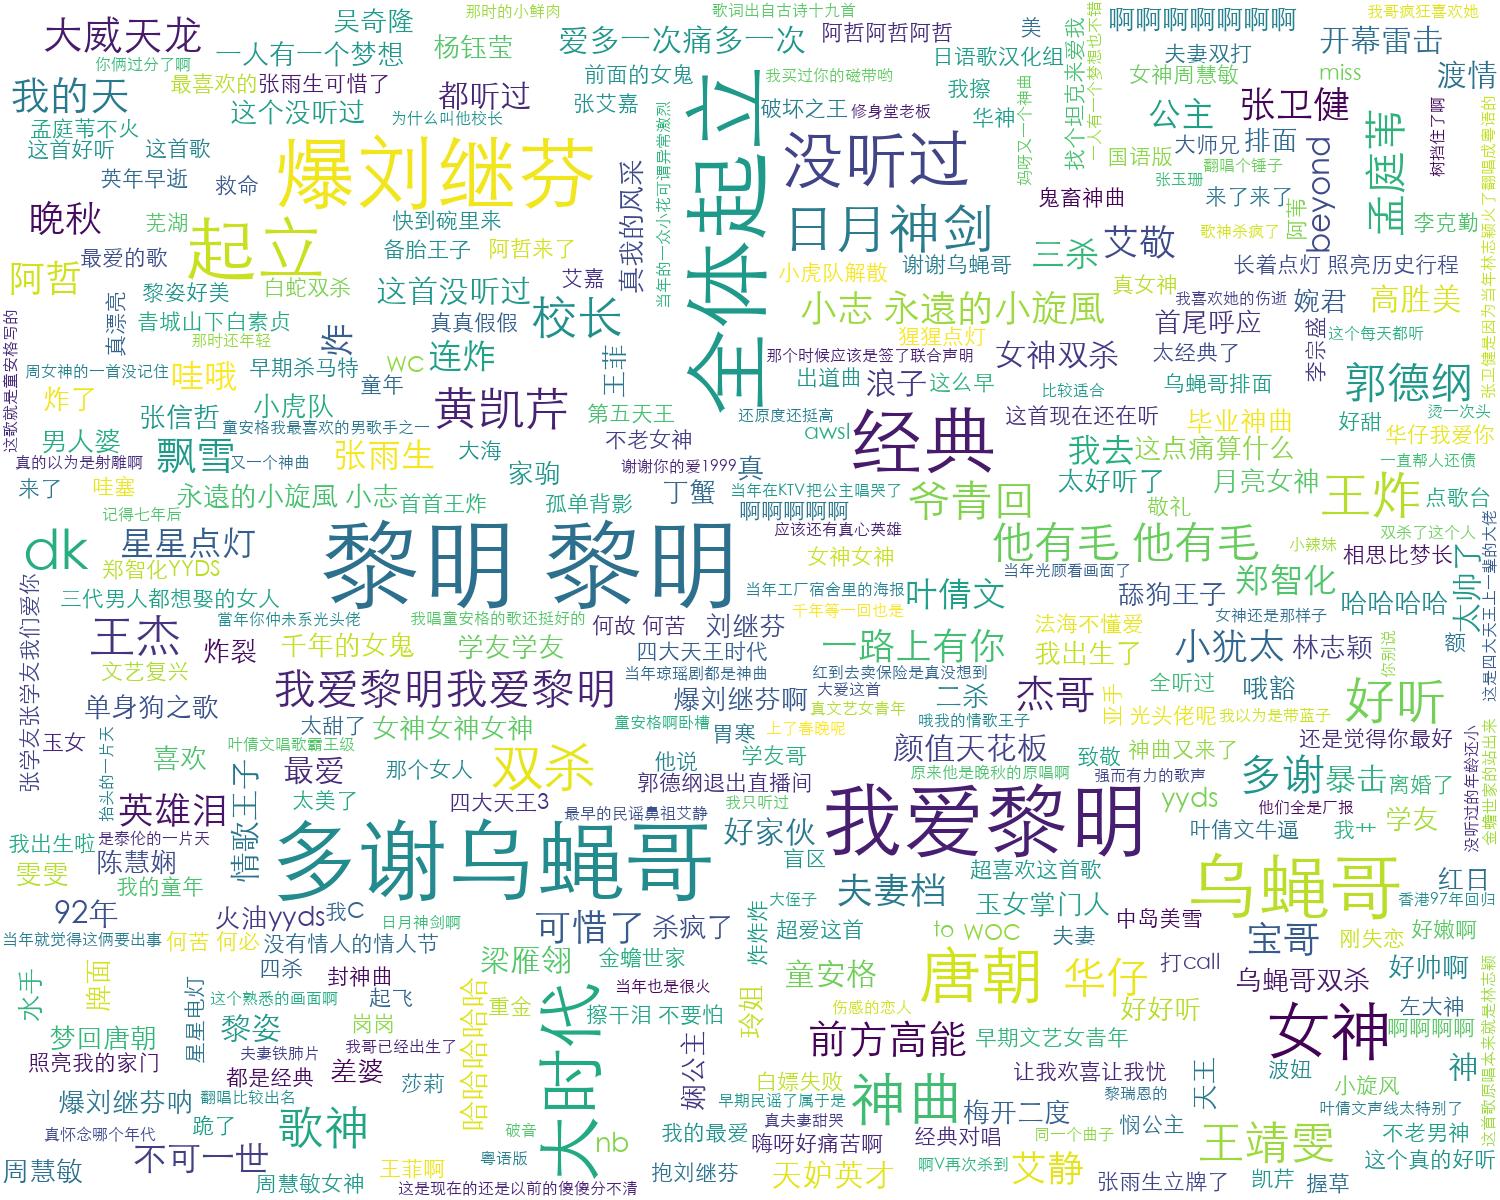 那时的小鲜肉
歌词出自古诗十九首
我哥疯狂喜欢她
大威天龙
吴奇隆
爱多一次痛多一次
阿哲阿哲阿哲
美
啊啊啊啊啊啊啊
一人有一个梦想
杨钰莹
日语歌汉化组
找个坦克来爱我
一人有一个梦想也不错
夫妻双打
开幕雷击
你俩过分了啊
前面的女鬼
我买过你的磁带哟
女神周慧敏
miss
渡情
我的天
最喜欢的
张雨生可惜了
都听过
张艾嘉
破坏之王
修身堂老板
我擦
妈呀又一个神曲
公主
张卫健
树挡住了啊
这个没听过
为什么叫他校长
当年的一众小花可谓异常激烈
华神
孟庭苇不火
孟庭苇
张卫健是因为当年林志颖火了翻唱成粤语的
这首好听
这首歌
爆刘继芬
全体起立
没听过
国语版
大师兄
排面
beyond
翻唱个锤子
英年早逝
救命
真我的风采
张玉珊
鬼畜神曲
来了来了
阿苇
晚秋
芜湖
起立
快到碗里来
日月神剑
歌神杀疯了
李克勤
最爱的歌
备胎王子
阿哲来了
三杀
艾敬
阿哲
黎姿好美
白蛇双杀
这首没听过
艾嘉
小虎队解散
谢谢乌蝇哥
真女神
长着点灯 照亮历史行程
真漂亮
青城山下白素贞
炸
真真假假
校长
小志 永遠的小旋風
我喜欢她的伤逝
婉君
高胜美
这歌就是童安格写的
那时还年轻
猩猩点灯
首尾呼应
李宗盛
这个每天都听
周女神的一首没记住
哇哦
早期杀马特
WC
连炸
王菲
那个时候应该是签了联合声明
女神双杀
太经典了
炸了
童年
出道曲
浪子
这么早
比较适合
乌蝇哥排面
郭德纲
张信哲
小虎队
黄凯芹
第五天王
还原度还挺高
这首现在还在听
毕业神曲
好甜
烫一次头
男人婆
童安格我最喜欢的男歌手之一
不老女神
awsl
经典
华仔我爱你
飘雪
张雨生
大海
我去
这点痛算什么
真的以为是射雕啊
又一个神曲
家驹
谢谢你的爱1999
真
一直帮人还债
来了
哇塞
永遠的小旋風 小志
首首王炸
孤单背影
丁蟹
当年在KTV把公主唱哭了
爷青回
太好听了
月亮女神
王炸
点歌台
记得七年后
啊啊啊啊啊
敬礼
dk
星星点灯
黎明 黎明
应该还有真心英雄
他有毛 他有毛
双杀了这个人
小辣妹
相思比梦长
太帅了
这是四大天王上一辈的大佬
郑智化YYDS
女神女神
当年光顾看画面了
三代男人都想娶的女人
当年工厂宿舍里的海报
叶倩文
舔狗王子
郑智化
哈哈哈哈
张学友张学友我们爱你
當年你仲未系光头佬
我唱童安格的歌还挺好的
千年等一回也是
女神还是那样子
王杰
炸裂
千年的女鬼
学友学友
何故 何苦
刘继芬
一路上有你
法海不懂爱
小犹太
林志颖
你别说
额
文艺复兴
四大天王时代
我出生了
我爱黎明我爱黎明
当年琼瑶剧都是神曲
红到去卖保险是真没想到
单身狗之歌
爆刘继芬啊
大爱这首
真文艺女青年
二杀
杰哥
亚手
全听过
哦豁
好听
太甜了
女神女神女神
童安格啊卧槽
胃寒
上了春晚呢
哦我的情歌王子
光头佬呢
我以为是带蓝子
玉女
抬头的一片天
喜欢
叶倩文唱歌霸王级
他说
学友哥
颜值天花板
致敬
神曲又来了
还是觉得你最好
没听过的年龄还小
金蟾世家的站出来
情歌王子
最爱
那个女人
双杀
郭德纲退出直播间
原来他是晚秋的原唱啊
强而有力的歌声
多谢
暴击
离婚了
英雄泪
太美了
四大天王3
最早的民谣鼻祖艾静
我只听过
我爱黎明
yyds
他们全是厂报
我出生啦
是泰伦的一片天
多谢乌蝇哥
好家伙
叶倩文牛逼
我艹
学友
雯雯
陈慧娴
我的童年
盲区
超喜欢这首歌
乌蝇哥
红日
92年
火油yyds
我C
日月神剑啊
可惜了
杀疯了
大侄子
夫妻档
玉女掌门人
中岛美雪
香港97年回归
当年就觉得这俩要出事
何苦 何必
没有情人的情人节
炸炸炸
超爱这首
to
WOC
夫妻
宝哥
刚失恋
好嫩啊
四杀
封神曲
梁雁翎
金蟾世家
童安格
唐朝
华仔
打call
乌蝇哥双杀
好帅啊
水手
牌面
星星电灯
这个熟悉的画面啊
起飞
哈哈哈哈哈哈
重金
大时代
当年也是很火
玲姐
伤感的恋人
好好听
左大神
梦回唐朝
黎姿
岗岗
擦干泪 不要怕
前方高能
早期文艺女青年
女神
啊啊啊啊
这首歌原唱本来就是林志颖
照亮我的家门
夫妻铁肺片
我哥已经出生了
娴公主
都是经典
差婆
莎莉
白嫖失败
让我欢喜让我忧
天王
波妞
神
爆刘继芬呐
翻唱比较出名
早期民谣了属于是
神曲
梅开二度
黎瑞恩的
小旋风
真怀念哪个年代
跪了
歌神
破音
nb
我的最爱
真夫妻甜哭
经典对唱
同一个曲子
悯公主
叶倩文声线太特别了
不老男神
周慧敏
不可一世
王菲啊
粤语版
嗨呀好痛苦啊
王靖雯
这个真的好听
周慧敏女神
抱刘继芬
天妒英才
啊V再次杀到
艾静
张雨生立牌了
凯芹
握草
这是现在的还是以前的傻傻分不清